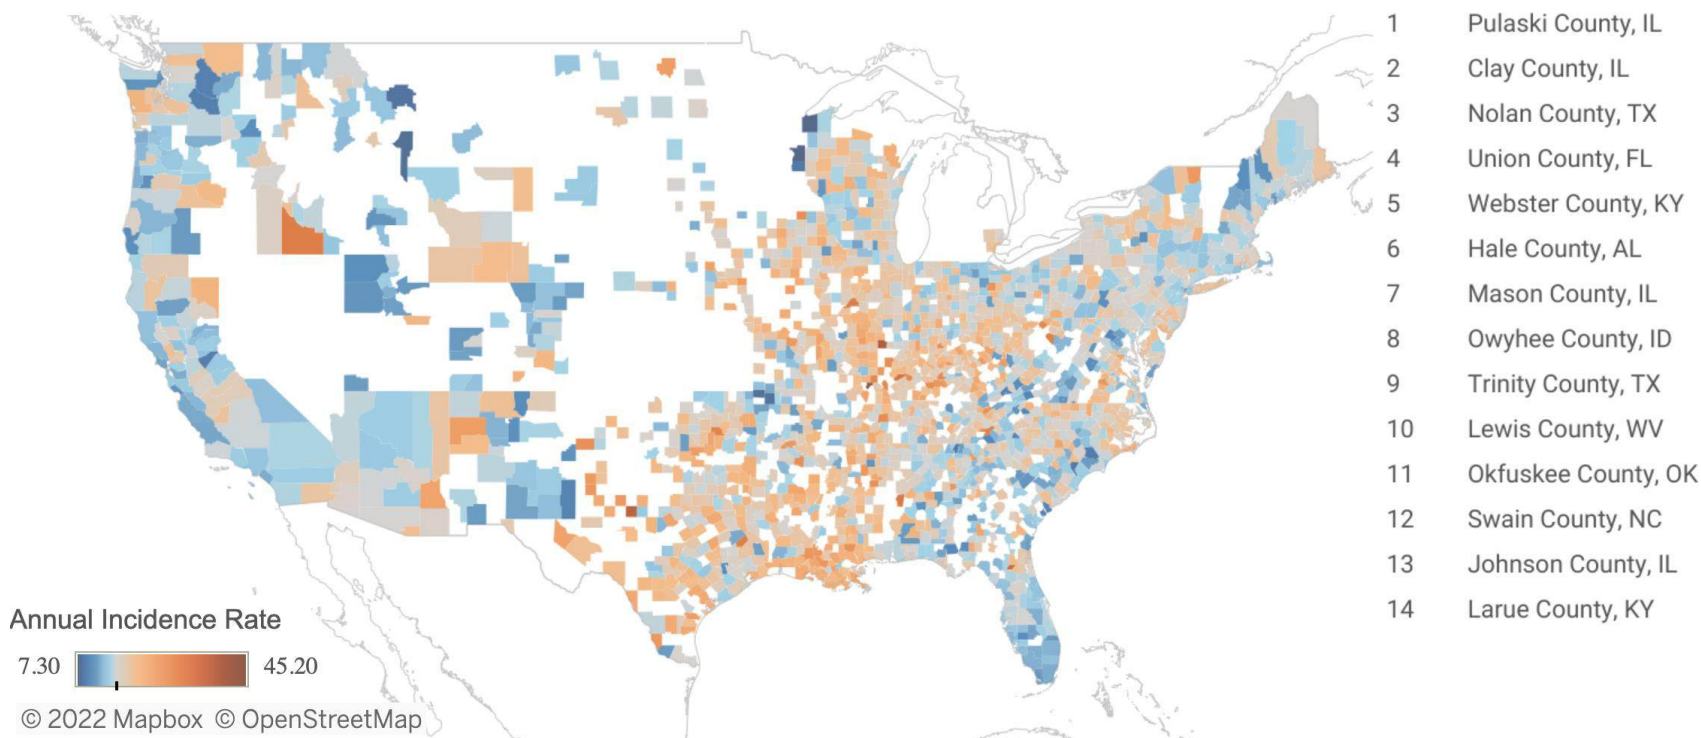 1 Pulaski County, IL
2 Clay County, IL
3 Nolan County, TX
4 Union County, FL
5 Webster County, KY
6 Hale County, AL
7 Mason County, IL
8 Owyhee County, ID
9 Trinity County, TX
10 Lewis County, WV
11 Okfuskee County, OK
12 Swain County, NC
13 Johnson County, IL
14 Larue County, KY
Annual Incidence Rate
7.30 45.20
© 2022 Mapbox © OpenStreetMap